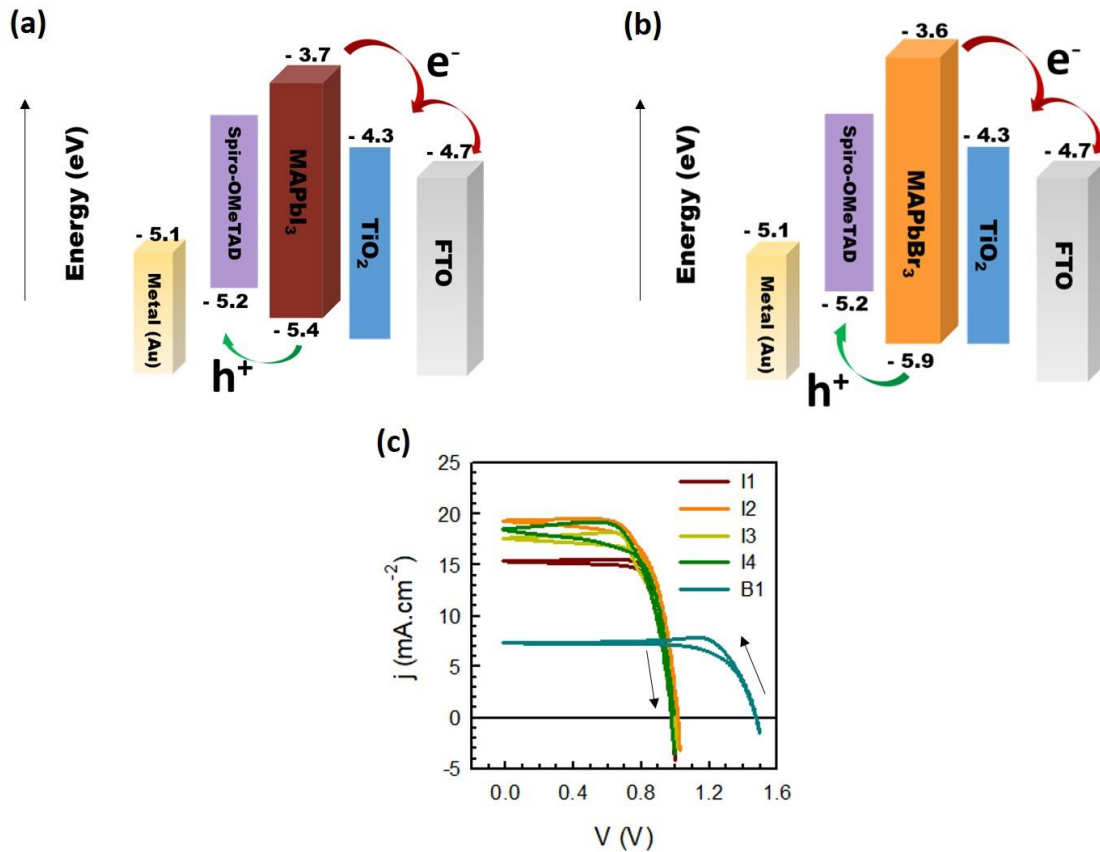 (a)
Energy (eV)
- 5.1
Metal (Au)
Spiro-OMeTAD
- 5.2
- 3.7
MAPbI3
- 5.4
h+
e−
- 4.3
TiO2
- 4.7
FTO
(b)
Energy (eV)
- 5.1
Metal (Au)
Spiro-OMeTAD
- 5.2
- 3.6
MAPbBr3
- 5.9
h+
e−
- 4.3
TiO2
- 4.7
FTO
(c)
j (mA.cm-2)
25
20
15
10
5
0
-5
I1
I2
I3
I4
B1
0.0 0.4 0.8 1.2 1.6
V (V)